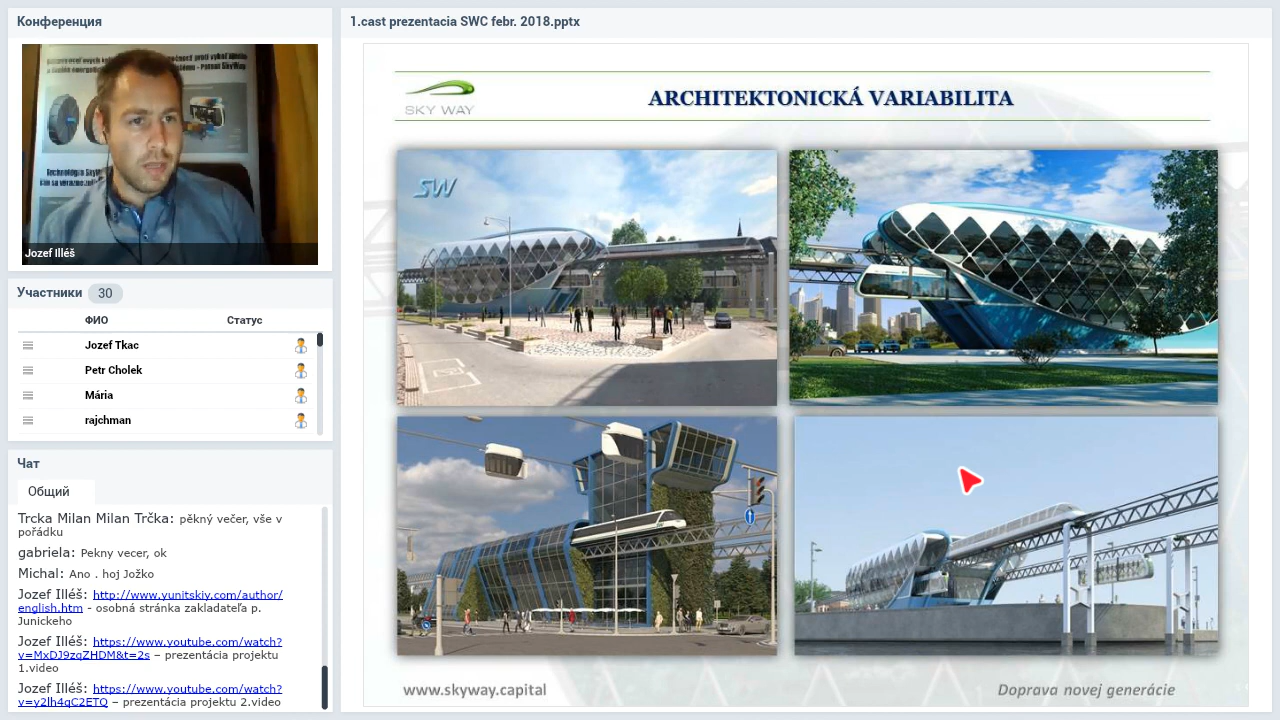 Конференция
Jozef Illéš
Участники 30
ФИО Статус
Jozef Tkac
Petr Cholek
Mária
rajchman
Чат
Общий
Trcka Milan Milan Trčka: pěkný večer, vše v
pořádku
gabriela: Pekny vecer, ok
Michal: Ano . hoj Jožko
Jozef Illéš: http://www.yunitskiy.com/author/
english.htm - osobná stránka zakladateľa p.
Junickeho
Jozef Illéš: https://www.youtube.com/watch?
v=MxDJ9zqZHDM&t=2s – prezentácia projektu
1.video
Jozef Illéš: https://www.youtube.com/watch?
v=y2lh4qC2ETQ – prezentácia projektu 2.video
1.cast prezentacia SWC febr. 2018.pptx
SKY WAY
ARCHITEKTONICKÁ VARIABILITA
SW
www.skyway.capital
Doprava novej generácie